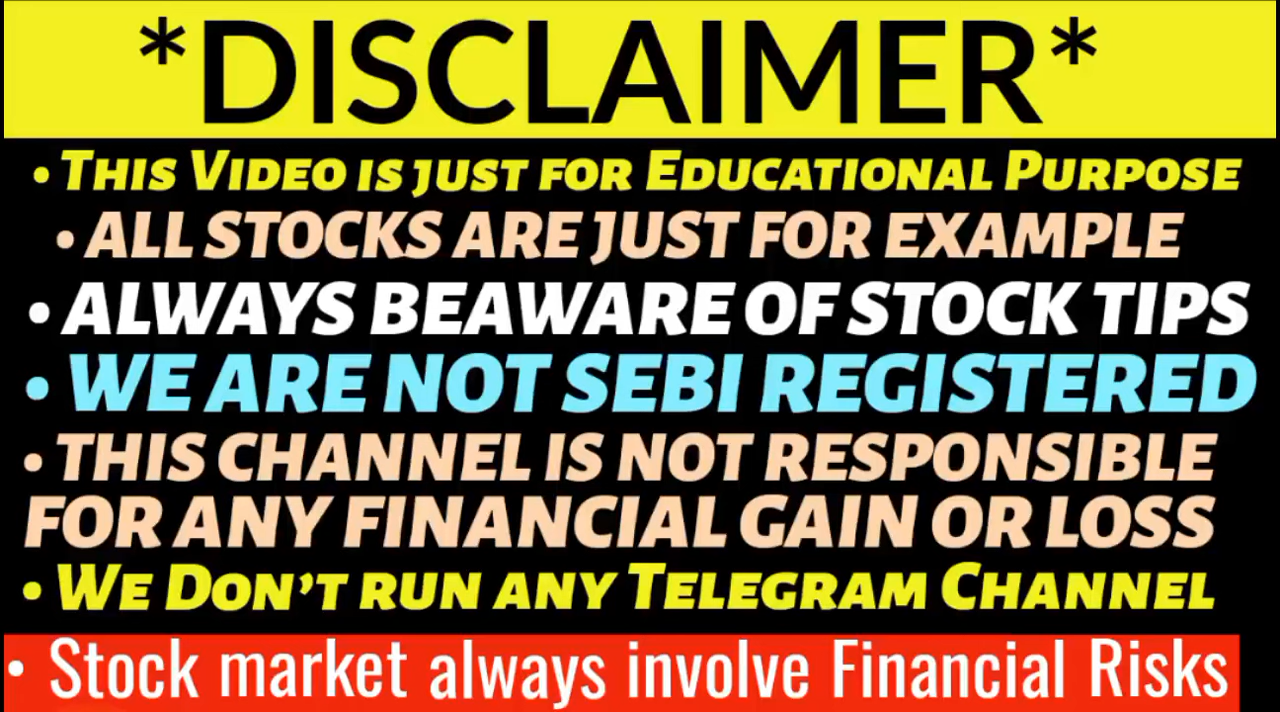 *DISCLAIMER*
• THIS VIDEO IS JUST FOR EDUCATIONAL PURPOSE
• ALL STOCKS ARE JUST FOR EXAMPLE
• ALWAYS BEAWARE OF STOCK TIPS
• WE ARE NOT SEBI REGISTERED
• THIS CHANNEL IS NOT RESPONSIBLE
FOR ANY FINANCIAL GAIN OR LOSS
• WE DON'T RUN ANY TELEGRAM CHANNEL
• Stock market always involve Financial Risks